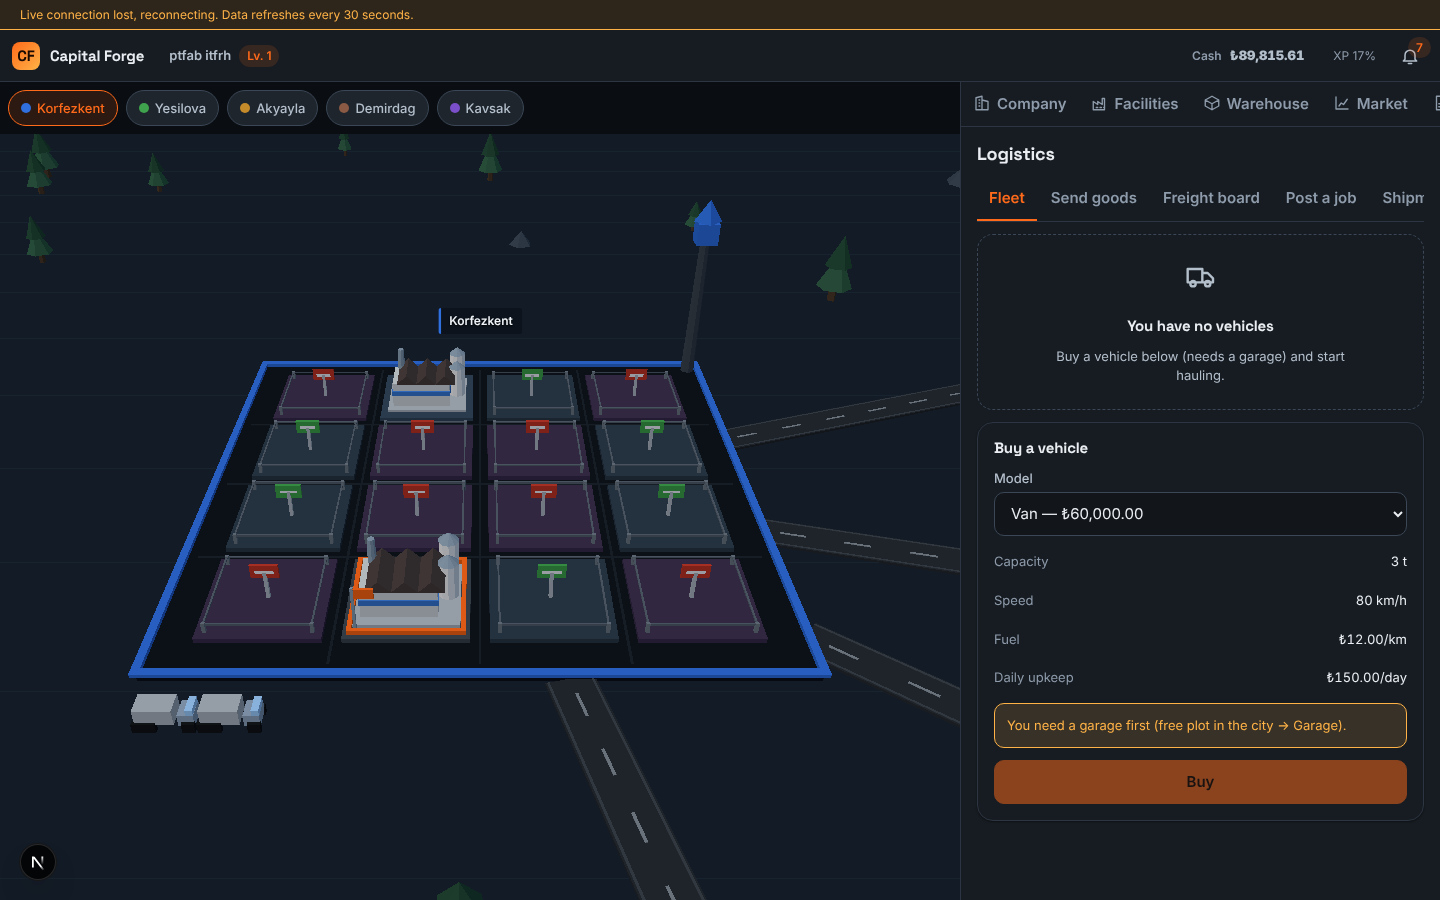 Live connection lost, reconnecting. Data refreshes every 30 seconds.
CF Capital Forge ptfab itfrh Lv. 1 Cash ₺89,815.61 XP 17% 7
Korfezkent Yesilova Akyayla Demirdag Kavsak
Company Facilities Warehouse Market
Logistics
Fleet Send goods Freight board Post a job Shipm
You have no vehicles
Buy a vehicle below (needs a garage) and start
hauling.
Korfezkent
Buy a vehicle
Model
Van — ₺60,000.00
Capacity 3 t
Speed 80 km/h
Fuel ₺12.00/km
Daily upkeep ₺150.00/day
You need a garage first (free plot in the city → Garage).
Buy
N